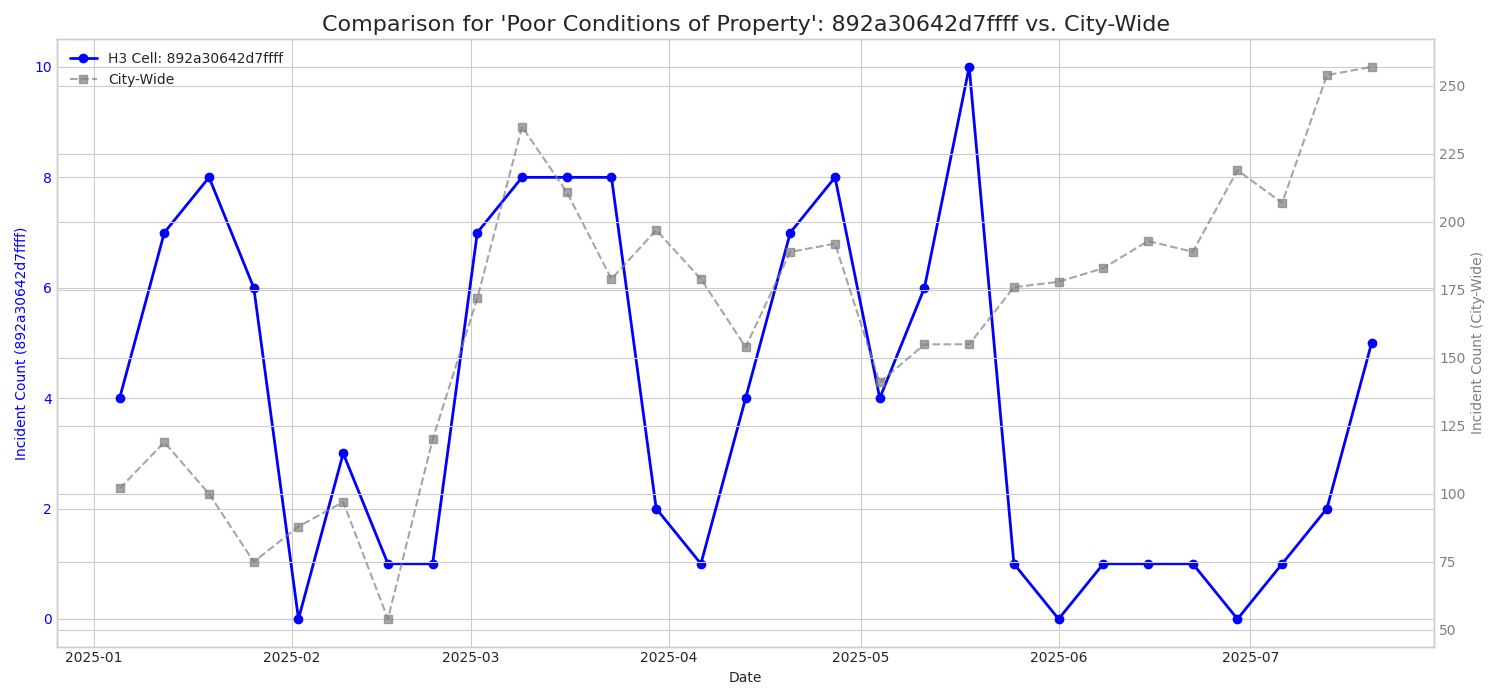 Comparison for 'Poor Conditions of Property': 892a30642d7ffff vs. City-Wide
H3 Cell: 892a30642d7ffff
City-Wide
Incident Count (892a30642d7ffff)
10
8
6
4
2
0
250
225
200
175
150
125
100
75
50
Incident Count (City-Wide)
2025-01 2025-02 2025-03 2025-04 2025-05 2025-06 2025-07
Date